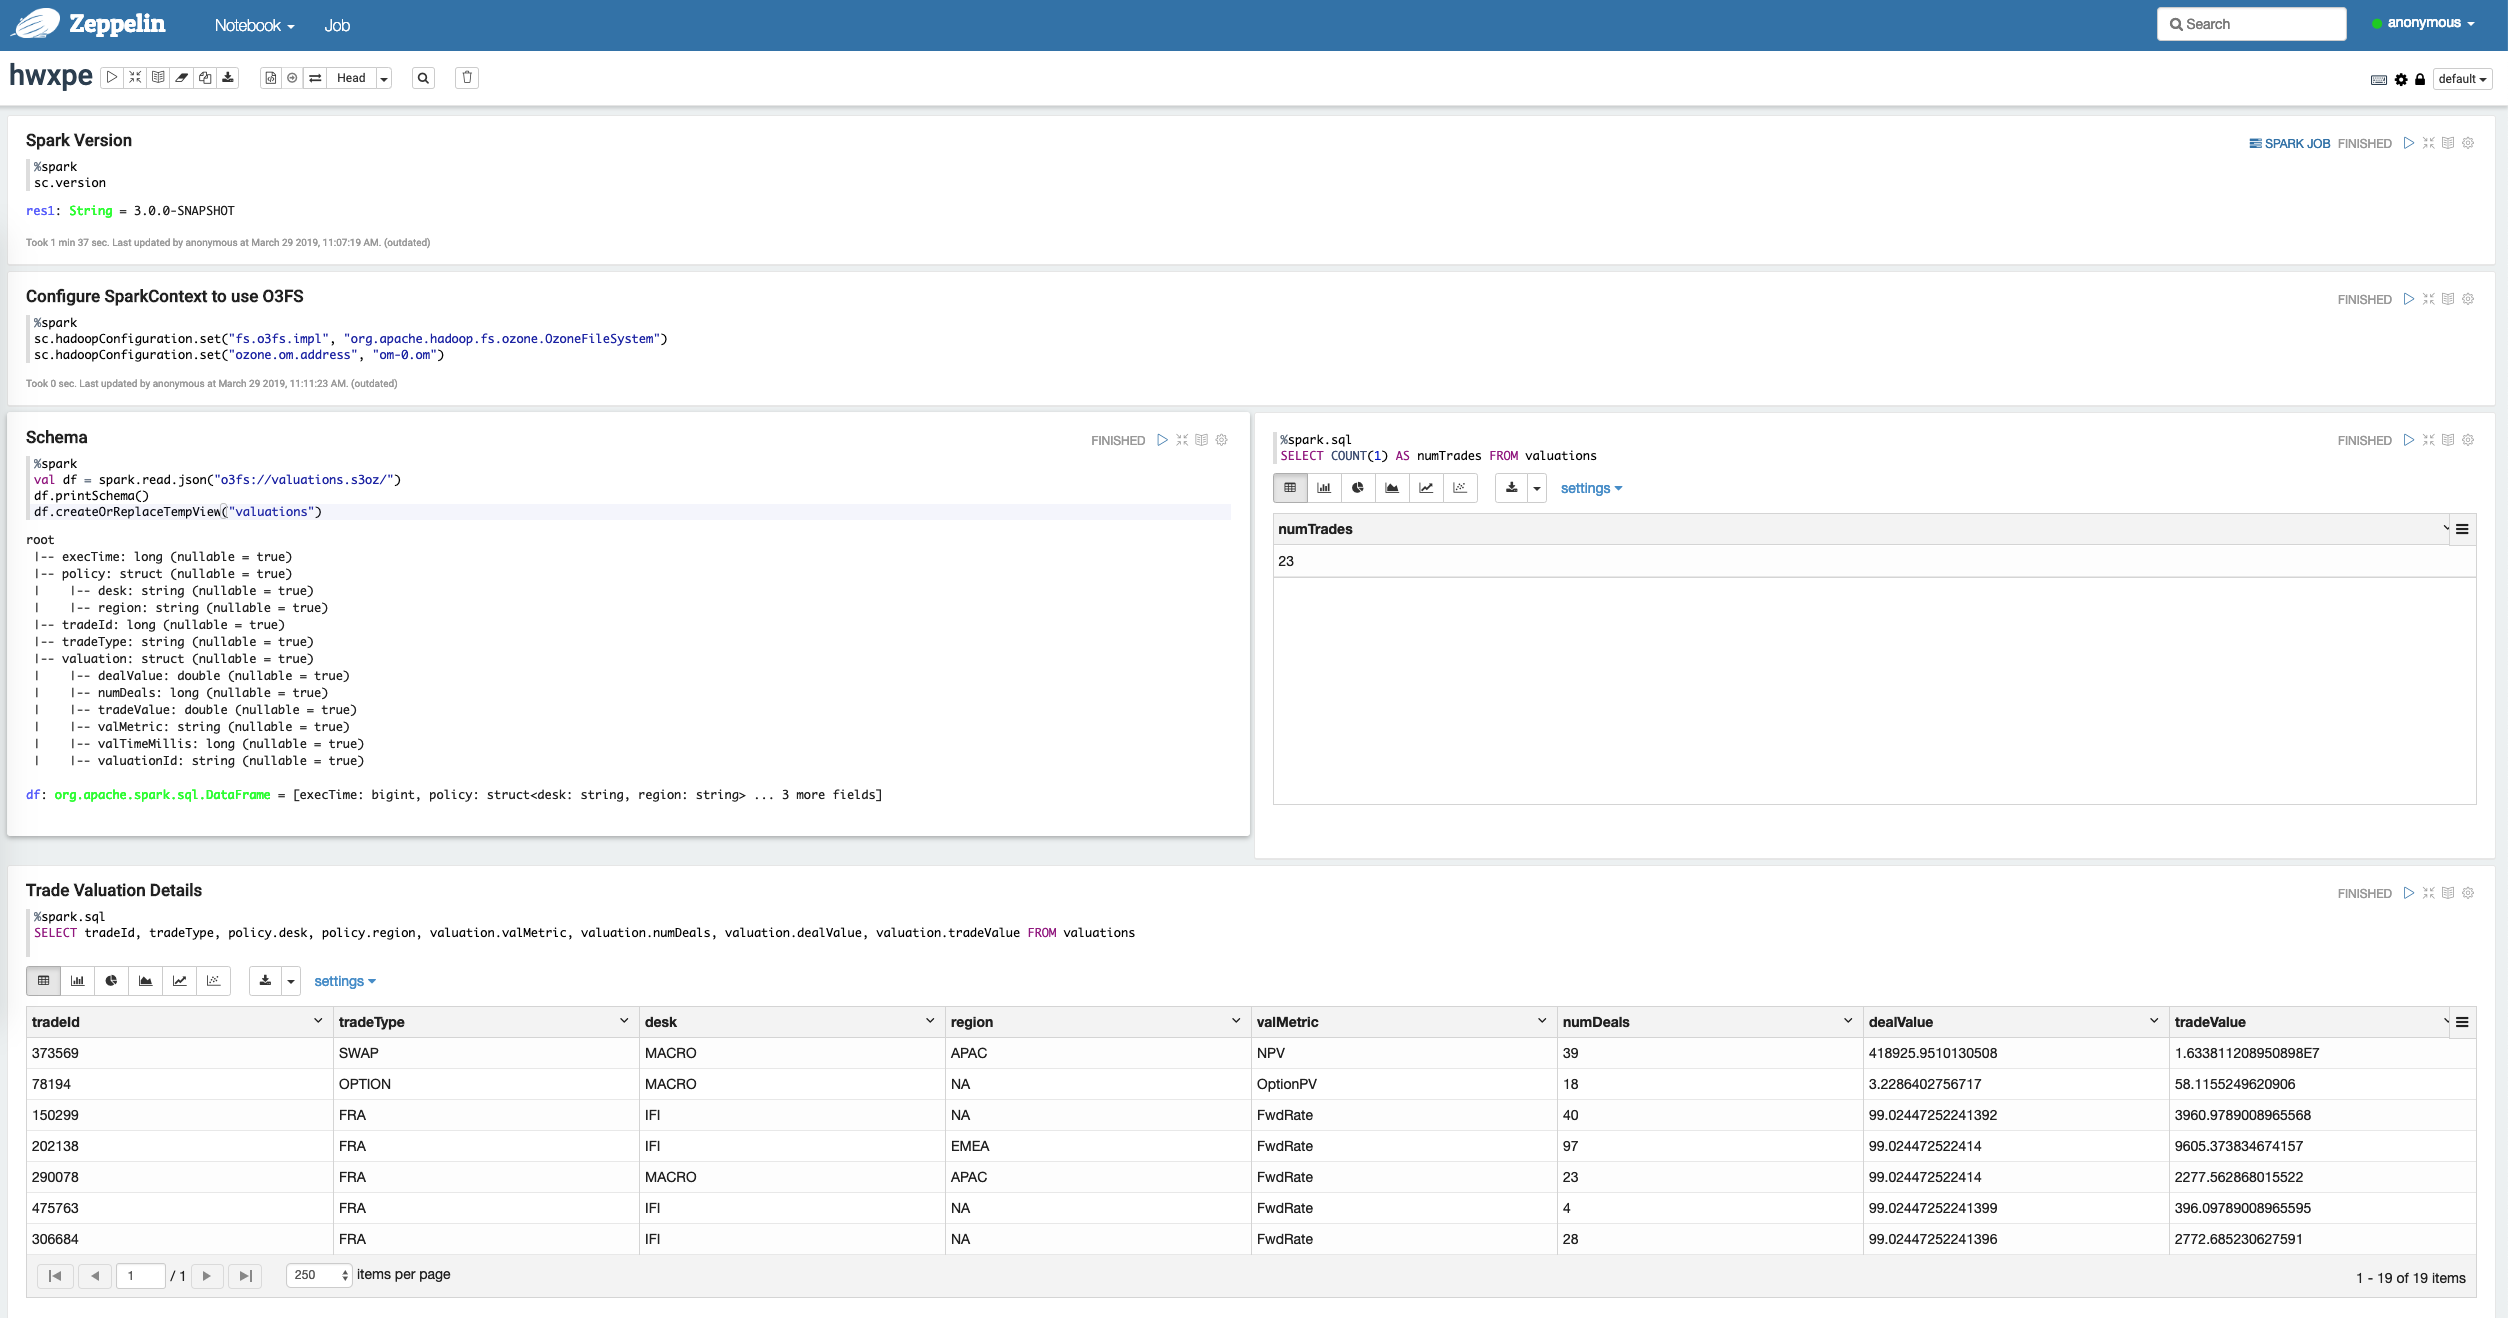 Zeppelin Notebook Job Search anonymous
hwxpe Head default
Spark Version SPARK JOB FINISHED
%spark
sc.version
res1: String = 3.0.0-SNAPSHOT
Took 1 min 37 sec. Last updated by anonymous at March 29 2019, 11:07:19 AM. (outdated)
Configure SparkContext to use O3FS FINISHED
%spark
sc.hadoopConfiguration.set("fs.o3fs.impl", "org.apache.hadoop.fs.ozone.OzoneFileSystem")
sc.hadoopConfiguration.set("ozone.om.address", "om-0.om")
Took 0 sec. Last updated by anonymous at March 29 2019, 11:11:23 AM. (outdated)
Schema FINISHED
%spark
val df = spark.read.json("o3fs://valuations.s3oz/")
df.printSchema()
df.createOrReplaceTempView("valuations")
root
|-- execTime: long (nullable = true)
|-- policy: struct (nullable = true)
| |-- desk: string (nullable = true)
| |-- region: string (nullable = true)
|-- tradeId: long (nullable = true)
|-- tradeType: string (nullable = true)
|-- valuation: struct (nullable = true)
| |-- dealValue: double (nullable = true)
| |-- numDeals: long (nullable = true)
| |-- tradeValue: double (nullable = true)
| |-- valMetric: string (nullable = true)
| |-- valTimeMillis: long (nullable = true)
| |-- valuationId: string (nullable = true)
df: org.apache.spark.sql.DataFrame = [execTime: bigint, policy: struct<desk: string, region: string> ... 3 more fields]
%spark.sql FINISHED
SELECT COUNT(1) AS numTrades FROM valuations
settings
numTrades
23
Trade Valuation Details FINISHED
%spark.sql
SELECT tradeId, tradeType, policy.desk, policy.region, valuation.valMetric, valuation.numDeals, valuation.dealValue, valuation.tradeValue FROM valuations
settings
tradeId tradeType desk region valMetric numDeals dealValue tradeValue
373569 SWAP MACRO APAC NPV 39 418925.9510130508 1.633811208950898E7
78194 OPTION MACRO NA OptionPV 18 3.2286402756717 58.1155249620906
150299 FRA IFI NA FwdRate 40 99.02447252241392 3960.9789008965568
202138 FRA IFI EMEA FwdRate 97 99.024472522414 9605.373834674157
290078 FRA MACRO APAC FwdRate 23 99.024472522414 2277.562868015522
475763 FRA IFI NA FwdRate 4 99.02447252241399 396.09789008965595
306684 FRA IFI NA FwdRate 28 99.02447252241396 2772.685230627591
1 / 1 250 items per page 1 - 19 of 19 items